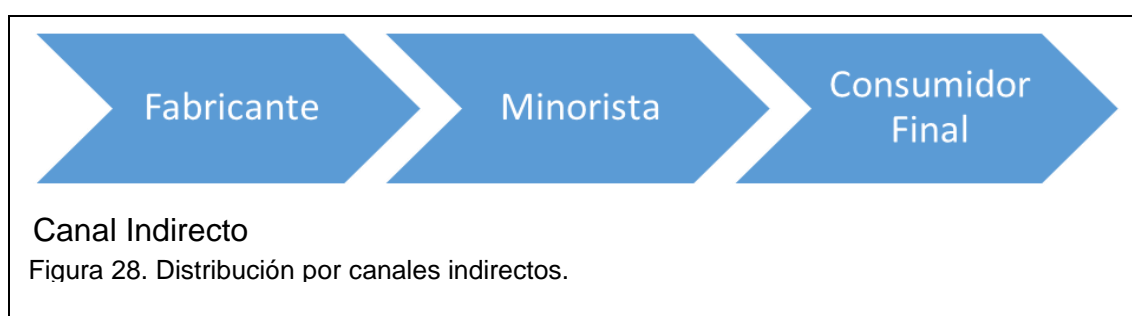 Fabricante
Minorista
Consumidor
Final
Canal Indirecto
Figura 28. Distribución por canales indirectos.